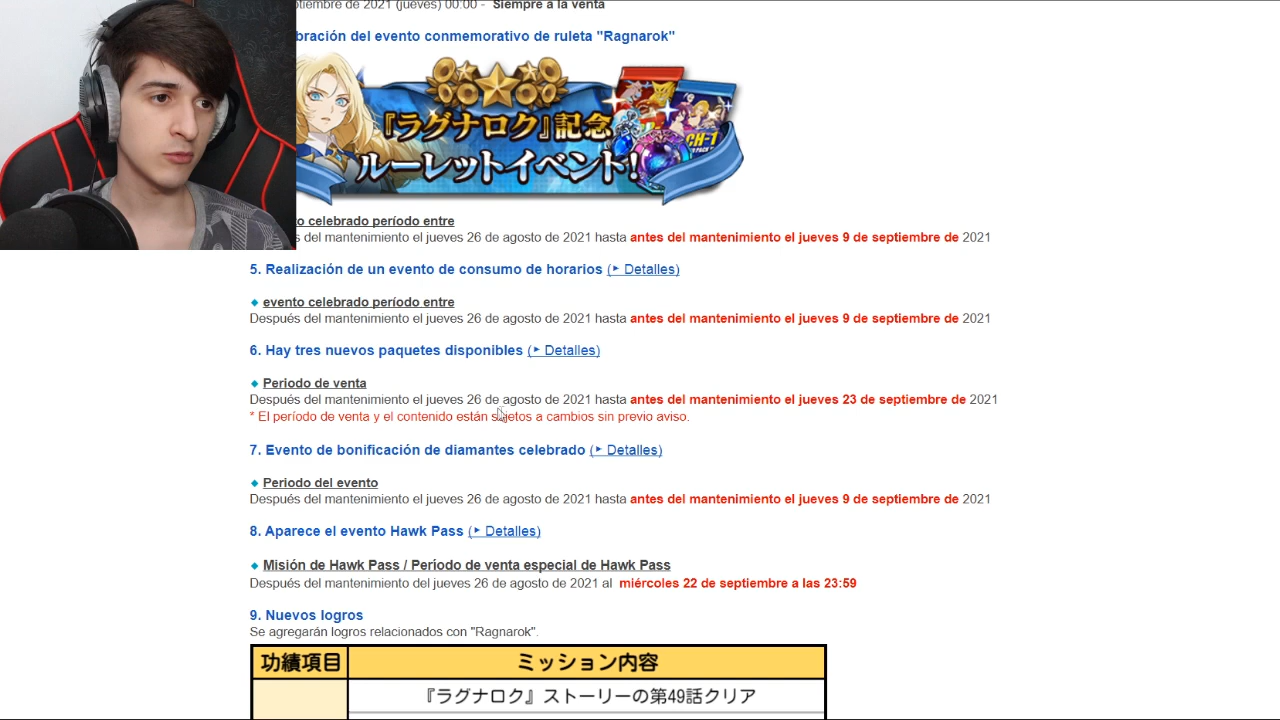 ptiembre de 2021 (jueves) 00:00 - Siempre a la venta
bración del evento conmemorativo de ruleta "Ragnarok"
『ラグナロク』記念
ルーレットイベント!
CH-1
o celebrado período entre
s del mantenimiento el jueves 26 de agosto de 2021 hasta antes del mantenimiento el jueves 9 de septiembre de 2021
5. Realización de un evento de consumo de horarios (‣ Detalles)
◆ evento celebrado período entre
Después del mantenimiento el jueves 26 de agosto de 2021 hasta antes del mantenimiento el jueves 9 de septiembre de 2021
6. Hay tres nuevos paquetes disponibles (‣ Detalles)
◆ Periodo de venta
Después del mantenimiento el jueves 26 de agosto de 2021 hasta antes del mantenimiento el jueves 23 de septiembre de 2021
* El período de venta y el contenido están sujetos a cambios sin previo aviso.
7. Evento de bonificación de diamantes celebrado (‣ Detalles)
◆ Periodo del evento
Después del mantenimiento el jueves 26 de agosto de 2021 hasta antes del mantenimiento el jueves 9 de septiembre de 2021
8. Aparece el evento Hawk Pass (‣ Detalles)
◆ Misión de Hawk Pass / Período de venta especial de Hawk Pass
Después del mantenimiento del jueves 26 de agosto de 2021 al miércoles 22 de septiembre a las 23:59
9. Nuevos logros
Se agregarán logros relacionados con "Ragnarok".
功績項目 ミッション内容
『ラグナロク』ストーリーの第49話クリア